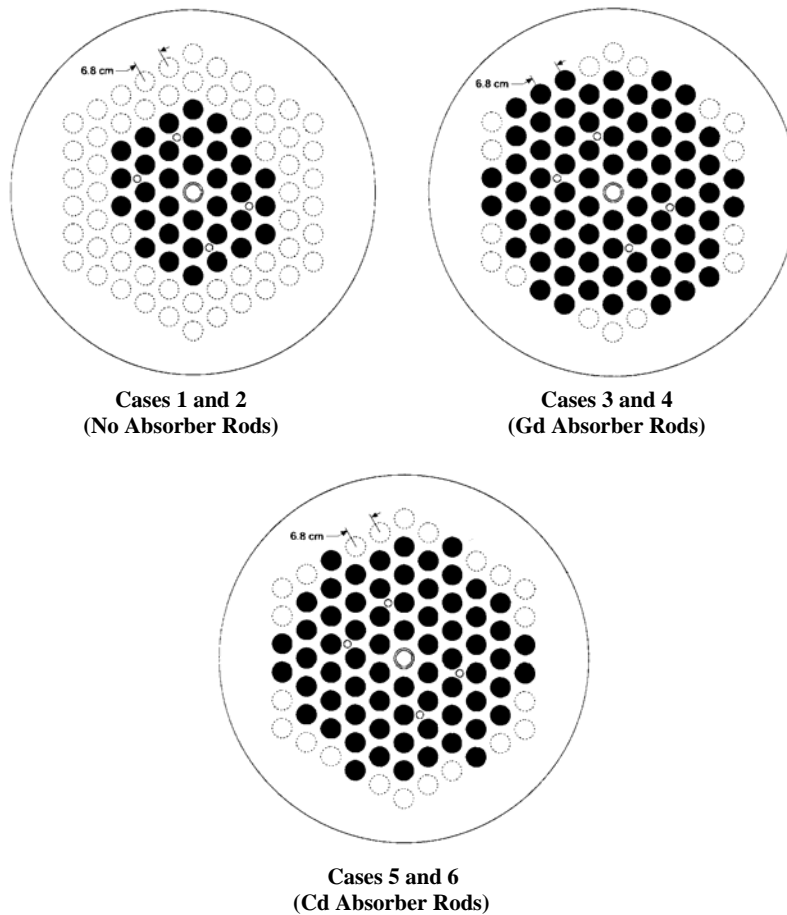 6.8 cm
6.8 cm
Cases 1 and 2
(No Absorber Rods)
Cases 3 and 4
(Gd Absorber Rods)
6.8 cm
Cases 5 and 6
(Cd Absorber Rods)